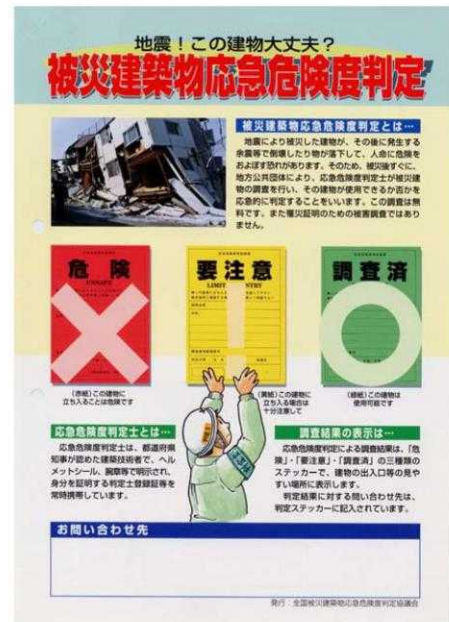 地震！この建物大丈夫？
被災建築物応急危険度判定
被災建築物応急危険度判定とは…
地震により被災した建物が、その後に発生する
余震等で倒壊したり物が落下して、人命に危険を
およぼす恐れがあります。そのため、被災後すぐに、
地方公共団体により、応急危険度判定士が被災建
物の調査を行い、その建物が使用できるか否かを
応急的に判定することをいいます。この調査は無
料です。また罹災証明のための被害調査ではあり
ません。
危険
UNSAFE
要注意
LIMIT NTRY
調査済
(赤紙)この建物に
立ち入ることは危険です
(黄紙)この建物に
立ち入る場合は
十分注意して
(緑紙)この建物は
使用可能です
応急危険度判定士とは…
応急危険度判定士は、都道府県
知事が認めた建築技術者で、ヘル
メットシール、腕章等で明示され、
身分を証明する判定士登録証等を
常時携帯しています。
調査結果の表示は…
応急危険度判定による調査結果は、「危
険」・「要注意」・「調査済」の三種類の
ステッカーで、建物の出入口等の見や
すい場所に表示します。
判定結果に対する問い合わせ先は、
判定ステッカーに記入されています。
お問い合わせ先
発行：全国被災建築物応急危険度判定協議会